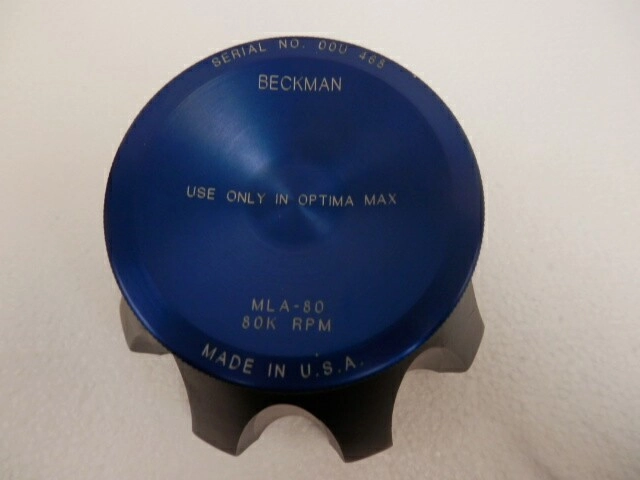 SERIAL NO. 00U 465
BECKMAN
USE ONLY IN OPTIMA MAX
MLA-80
80K RPM
MADE IN U.S.A.